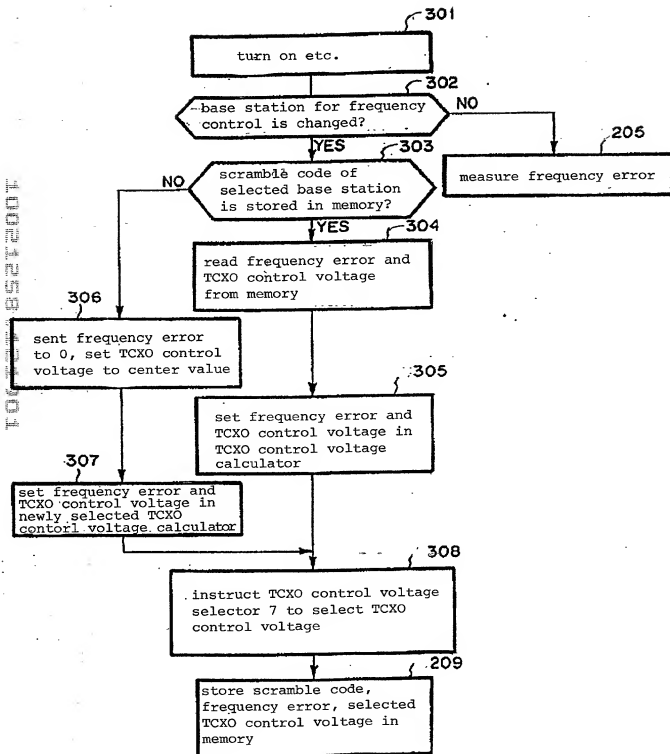 301
turn on etc.
302
base station for frequency
control is changed?
NO
YES
205
measure frequency error
303
scramble code of
selected base station
is stored in memory?
NO
YES
304
read frequency error and
TCXO control voltage
from memory
306
sent frequency error
to 0, set TCXO control
voltage to center value
305
set frequency error and
TCXO control voltage in
TCXO control voltage
calculator
307
set frequency error and
TCXO control voltage in
newly selected TCXO
contorl voltage calculator
308
instruct TCXO control voltage
selector 7 to select TCXO
control voltage
209
store scramble code,
frequency error, selected
TCXO control voltage in
memory